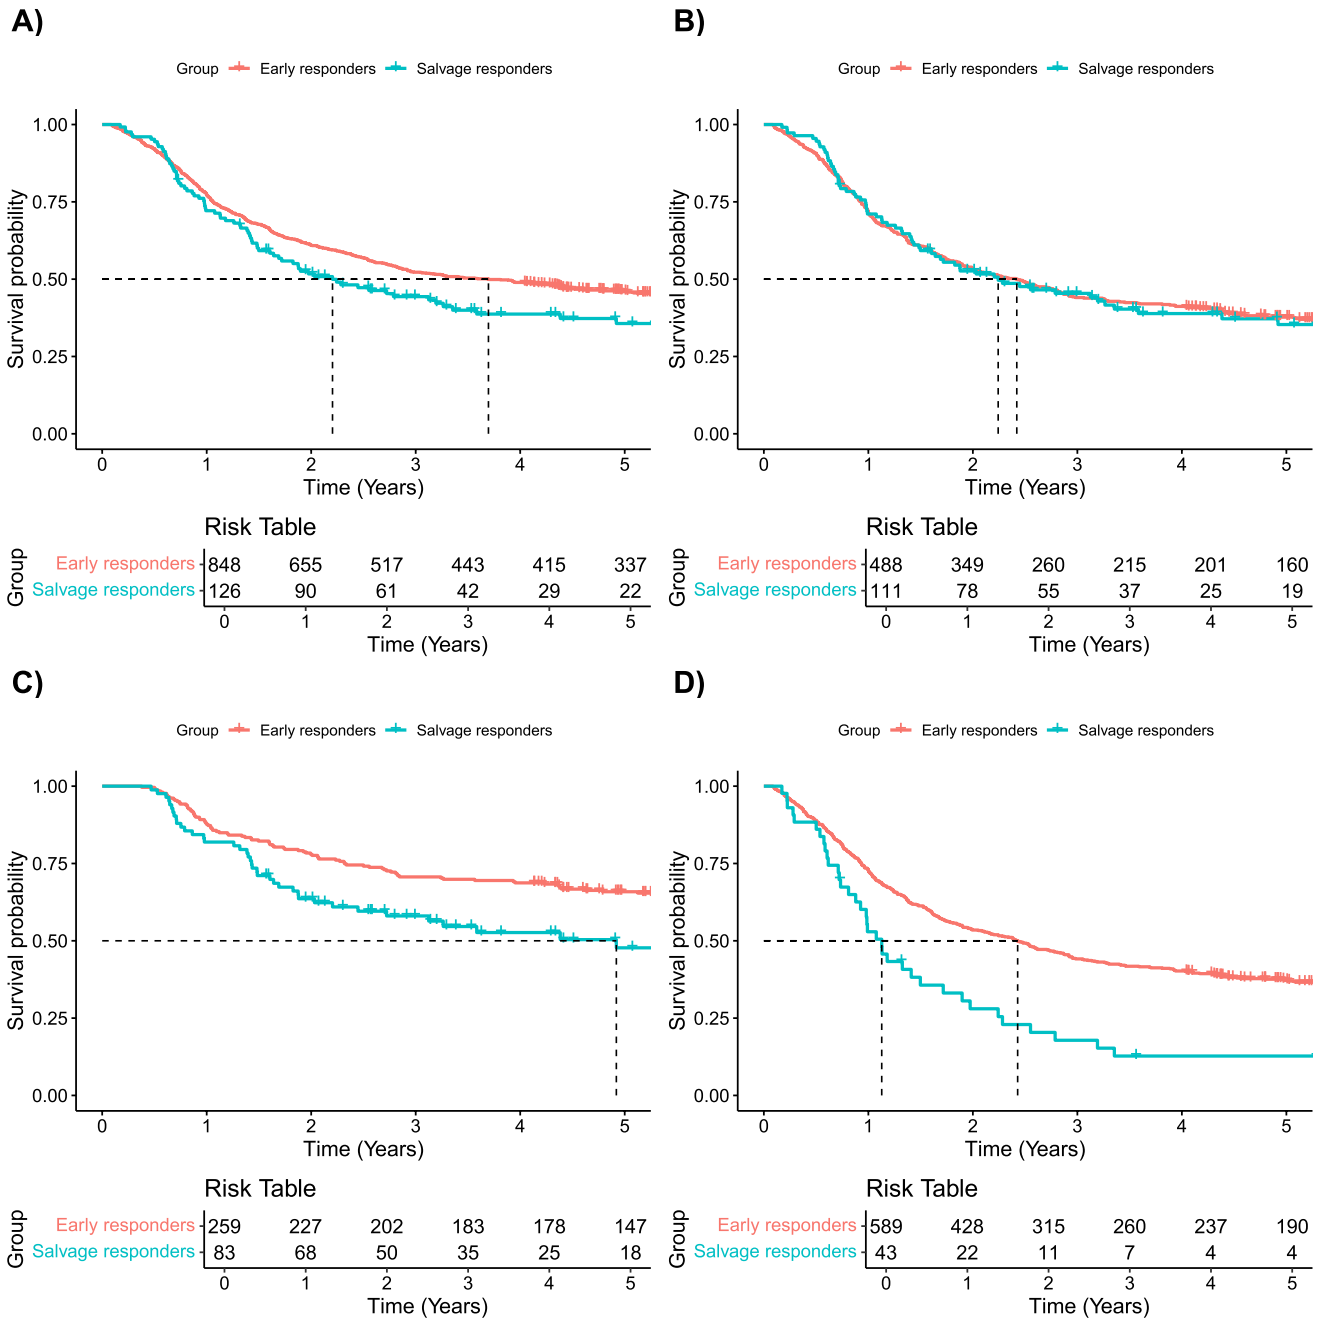 A)
Group Early responders Salvage responders
1.00
0.75
0.50
0.25
0.00
Survival probability
0 1 2 3 4 5
Time (Years)
Risk Table
Group
Early responders 848 655 517 443 415 337
Salvage responders 126 90 61 42 29 22
0 1 2 3 4 5
Time (Years)
B)
Group Early responders Salvage responders
1.00
0.75
0.50
0.25
0.00
Survival probability
0 1 2 3 4 5
Time (Years)
Risk Table
Group
Early responders 488 349 260 215 201 160
Salvage responders 111 78 55 37 25 19
0 1 2 3 4 5
Time (Years)
C)
Group Early responders Salvage responders
1.00
0.75
0.50
0.25
0.00
Survival probability
0 1 2 3 4 5
Time (Years)
Risk Table
Group
Early responders 259 227 202 183 178 147
Salvage responders 83 68 50 35 25 18
0 1 2 3 4 5
Time (Years)
D)
Group Early responders Salvage responders
1.00
0.75
0.50
0.25
0.00
Survival probability
0 1 2 3 4 5
Time (Years)
Risk Table
Group
Early responders 589 428 315 260 237 190
Salvage responders 43 22 11 7 4 4
0 1 2 3 4 5
Time (Years)